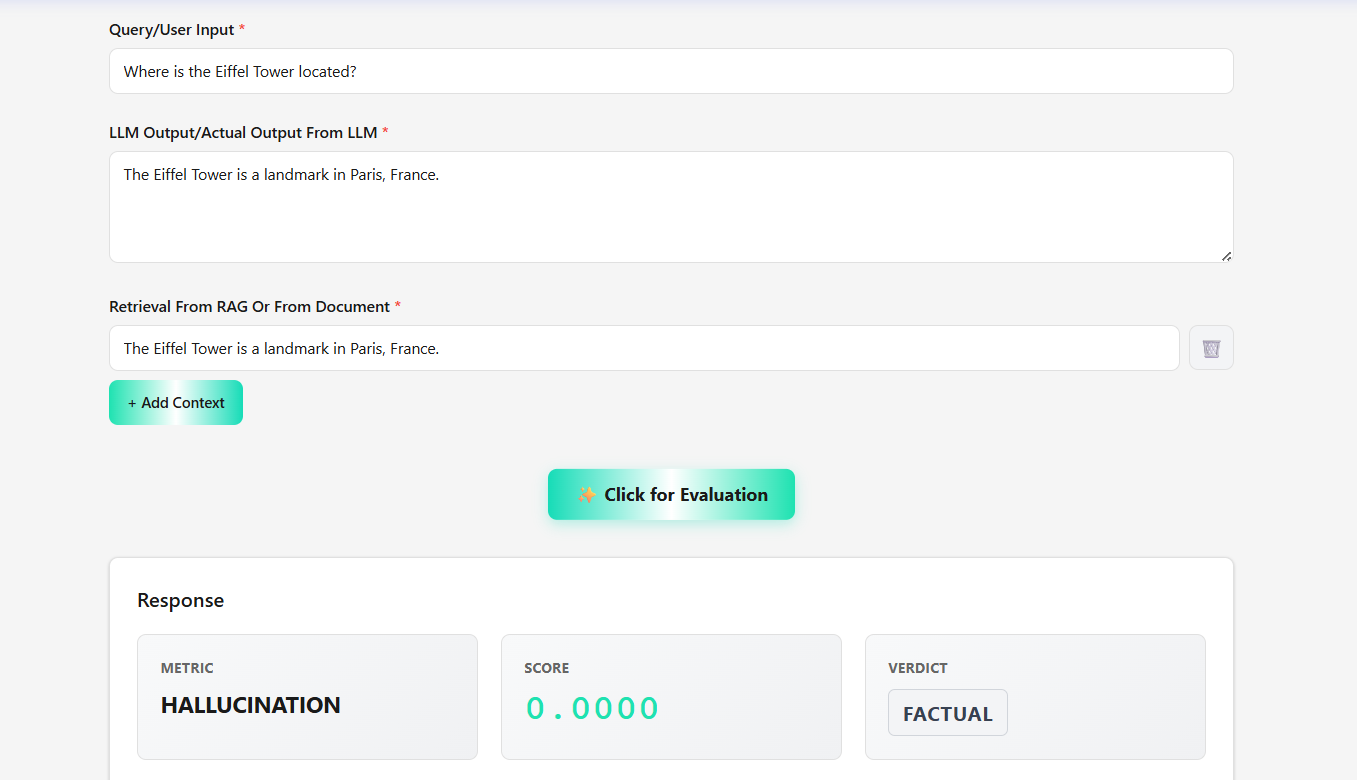 Query/User Input *
Where is the Eiffel Tower located?
LLM Output/Actual Output From LLM *
The Eiffel Tower is a landmark in Paris, France.
Retrieval From RAG Or From Document *
The Eiffel Tower is a landmark in Paris, France.
+ Add Context
✨ Click for Evaluation
Response
METRIC
HALLUCINATION
SCORE
0.0000
VERDICT
FACTUAL